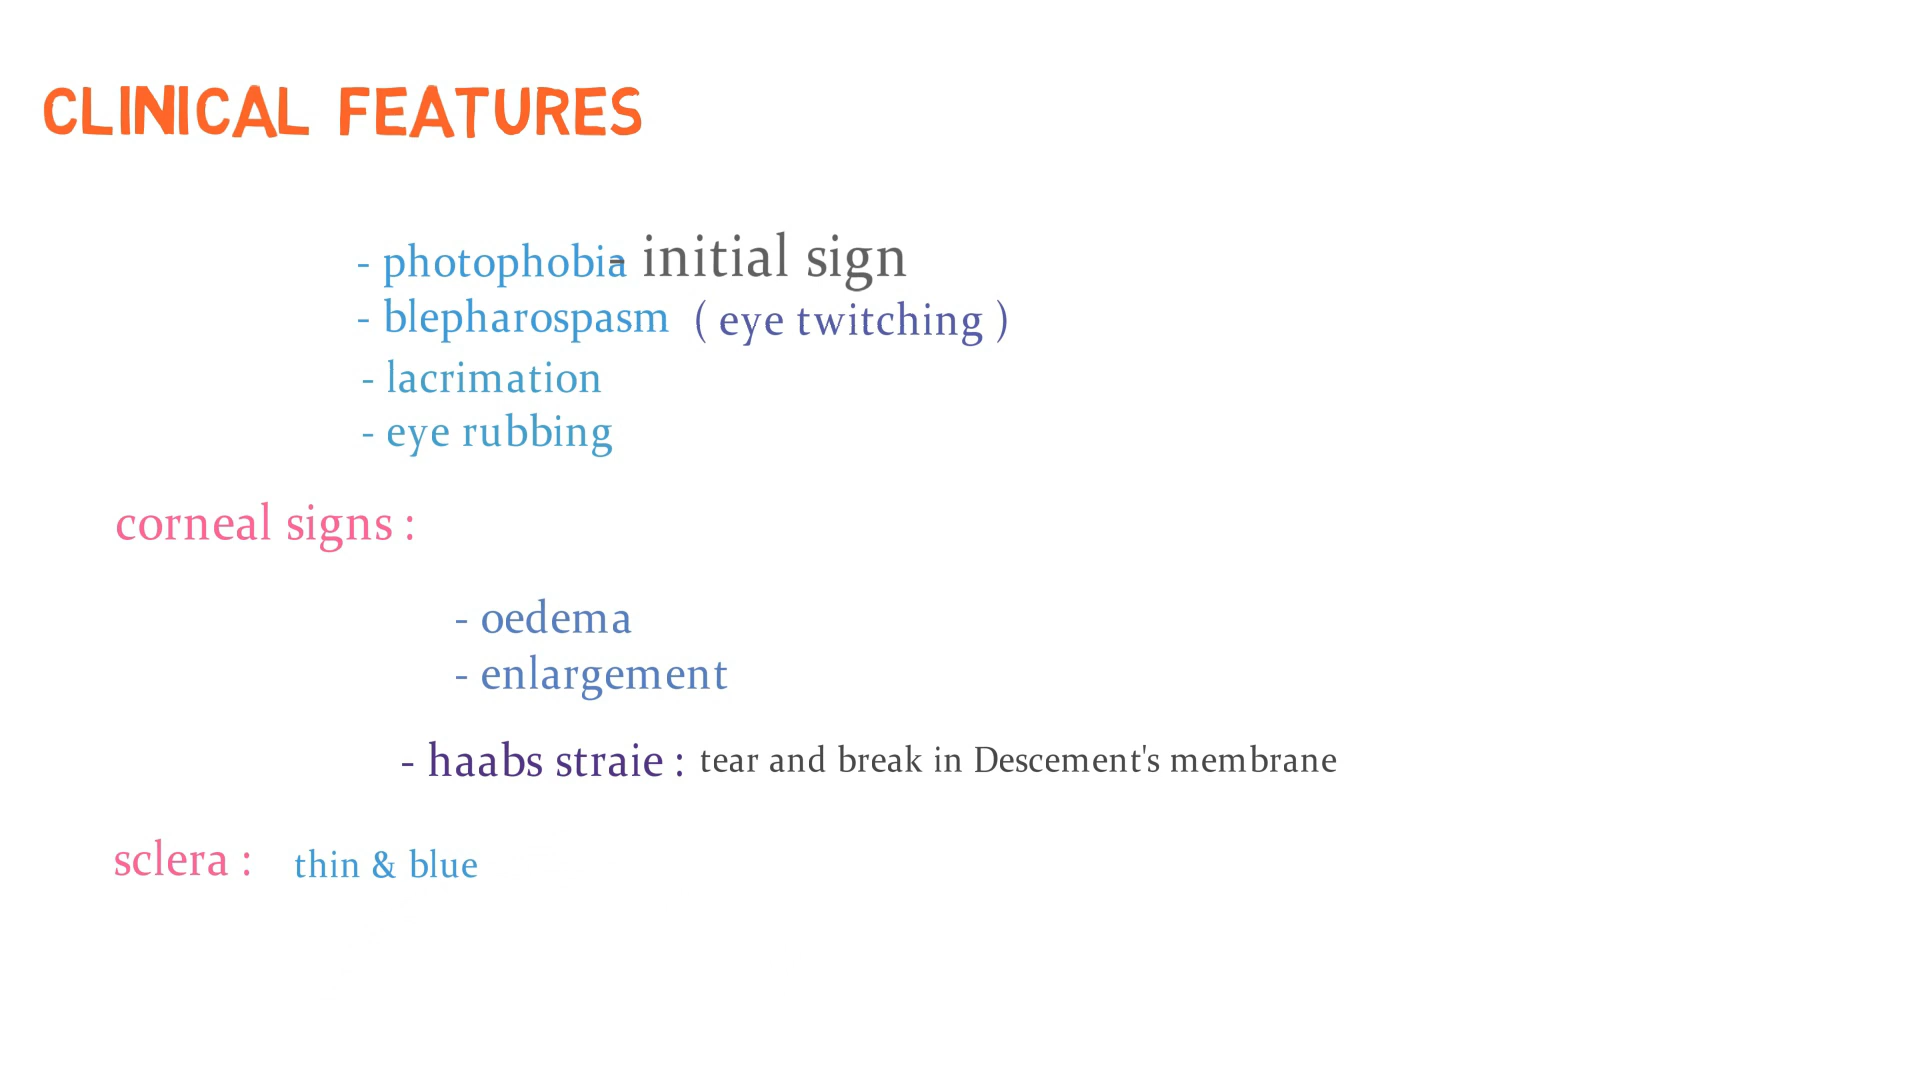 CLINICAL FEATURES
- photophobia - initial sign
- blepharospasm ( eye twitching )
- lacrimation
- eye rubbing
corneal signs :
- oedema
- enlargement
- haabs straie : tear and break in Descement's membrane
sclera : thin & blue